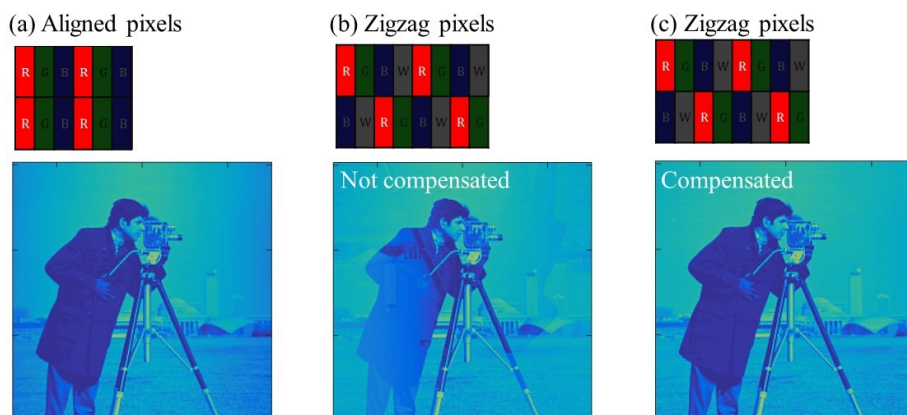 (a) Aligned pixels
(b) Zigzag pixels
(c) Zigzag pixels
R G B R G B
R G B R G B
R G B W R G B W
B W R G B W R G
R G B W R G B W
B W R G B W R G
Not compensated
Compensated